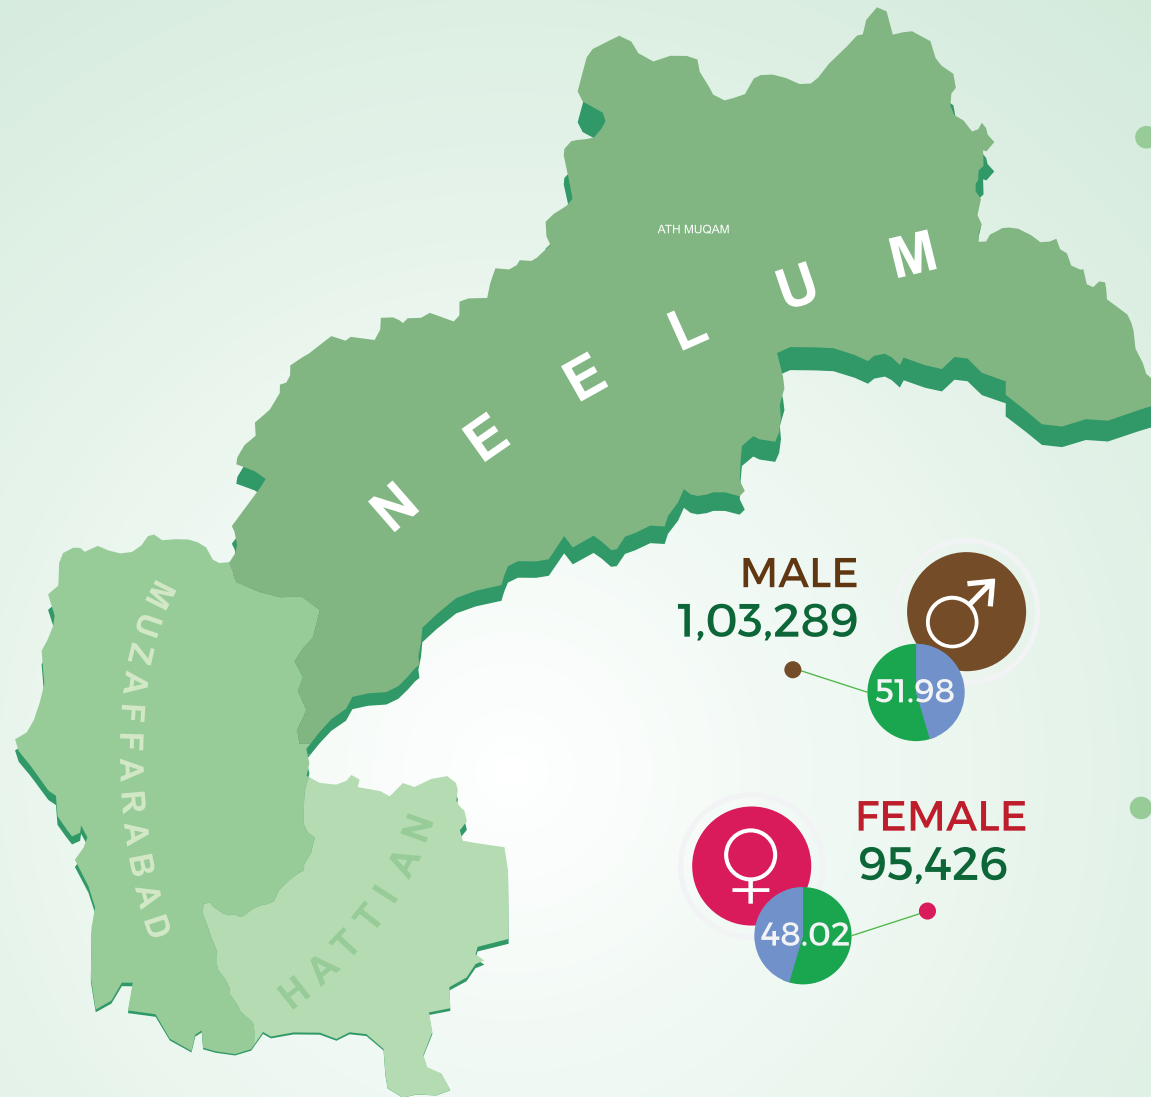 ATH MUQAM
NEELUM
MUZAFFARABAD
HATTIAN
MALE
1,03,289
51.98
FEMALE
95,426
48.02